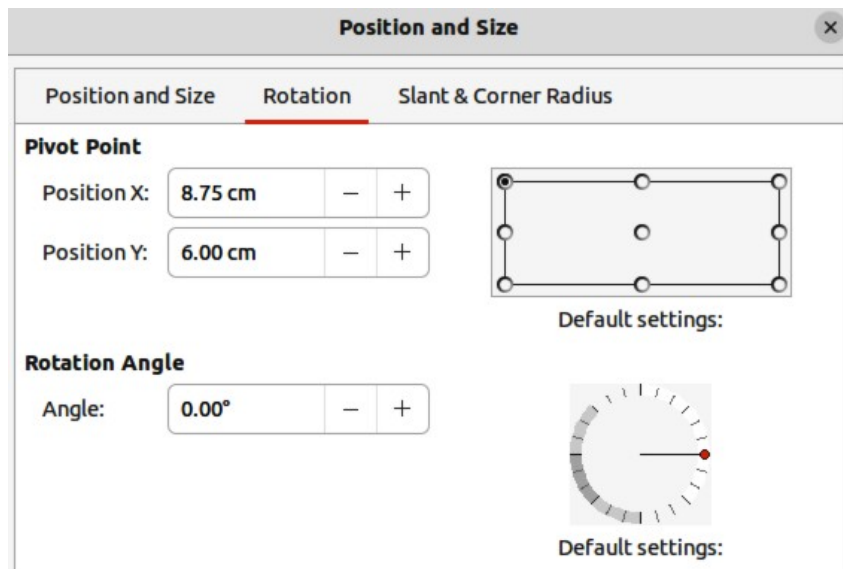 Position and Size
Position and Size Rotation Slant & Corner Radius
Pivot Point
Position X: 8.75 cm − +
Position Y: 6.00 cm − +
Default settings:
Rotation Angle
Angle: 0.00° − +
Default settings: